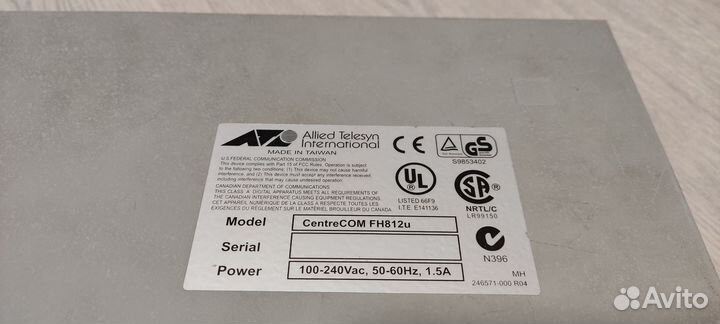 Allied Telesyn
International
MADE IN TAIWAN
CE
GS
S9853402
U.S. FEDERAL COMMUNICATION COMMISSION
This device complies with Part 15 of FCC Rules. Operation is subject
to the following two conditions: (1) This device may not cause harmful
interference, and (2) This device must accept any interference received
including interference that may cause undesired operation.
CANADIAN DEPARTMENT OF COMMUNICATIONS
THIS CLASS A DIGITAL APPARATUS MEETS ALL REQUIREMENTS OF
THE CANADIAN INTERFERENCE CAUSING EQUIPMENT REGULATIONS
CET APPAREIL NUMÉRIQUE DE LA CLASS A RESPECTE TOUTES LES
EXIGENCES DU RÈGLEMENT SUR LE MATÉRIEL BROUILLEUR DU CANADA
UL
LISTED 66F9
I.T.E. E141136
NRTL/C
LR99150
Model CentreCOM FH812u
Serial
Power 100-240Vac, 50-60Hz, 1.5A
N396
MH
246571-000 R04
Avito